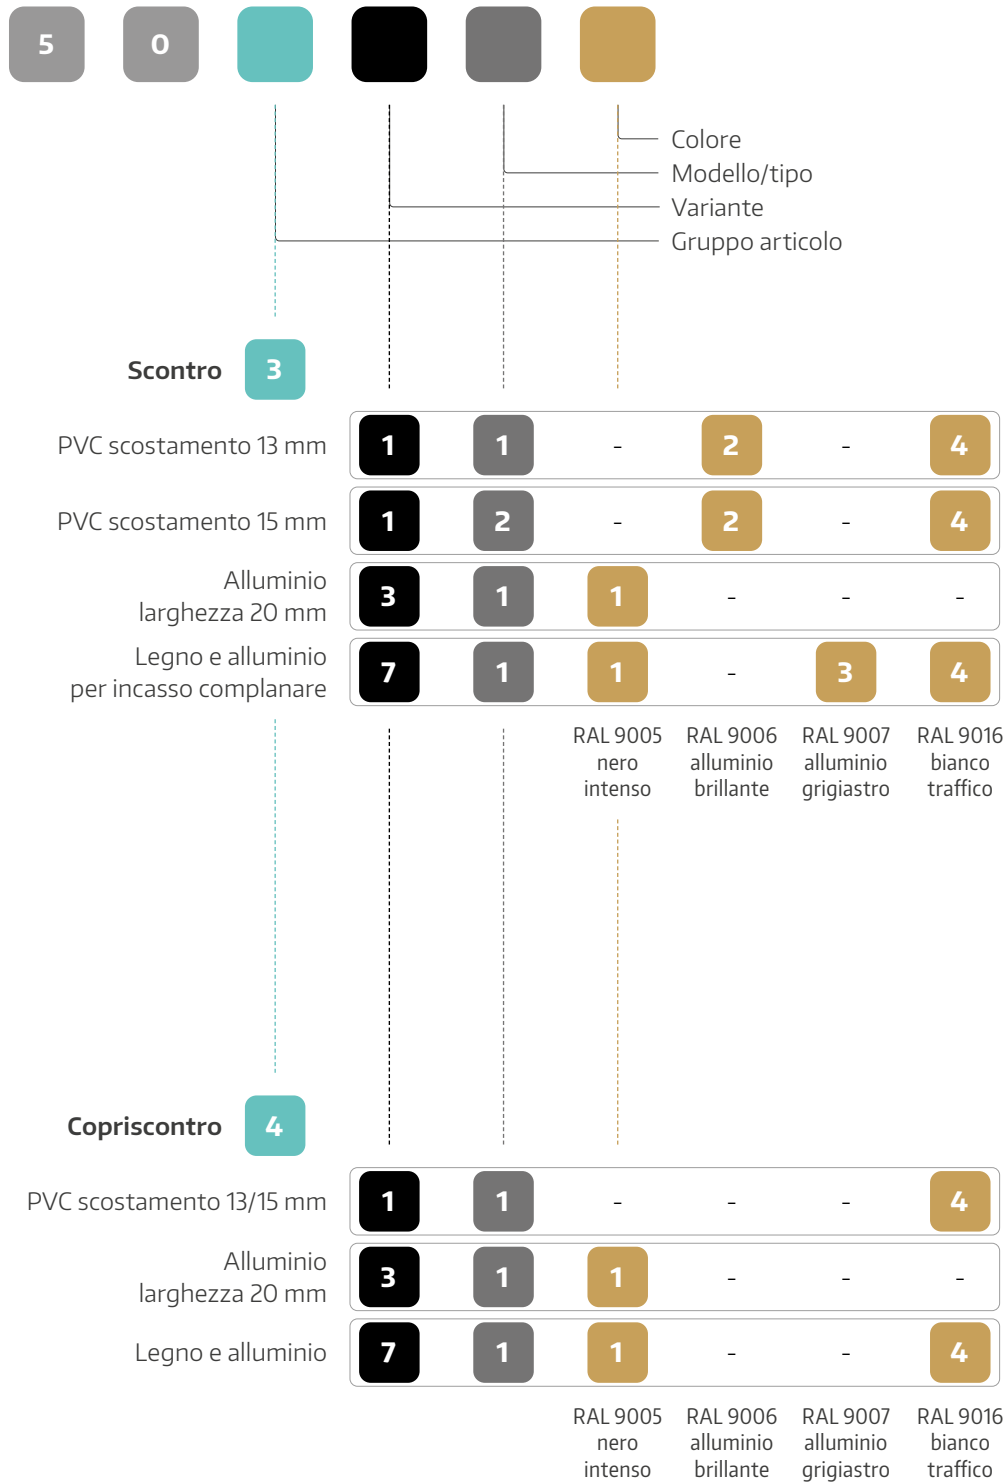 5 0
Colore
Modello/tipo
Variante
Gruppo articolo
Scontro 3
PVC scostamento 13 mm 1 1 - 2 - 4
PVC scostamento 15 mm 1 2 - 2 - 4
Alluminio
larghezza 20 mm 3 1 1 - - -
Legno e alluminio
per incasso complanare 7 1 1 - 3 4
RAL 9005 RAL 9006 RAL 9007 RAL 9016
nero alluminio alluminio bianco
intenso brillante grigiastro traffico
Copriscontro 4
PVC scostamento 13/15 mm 1 1 - - - 4
Alluminio
larghezza 20 mm 3 1 1 - - -
Legno e alluminio 7 1 1 - - 4
RAL 9005 RAL 9006 RAL 9007 RAL 9016
nero alluminio alluminio bianco
intenso brillante grigiastro traffico